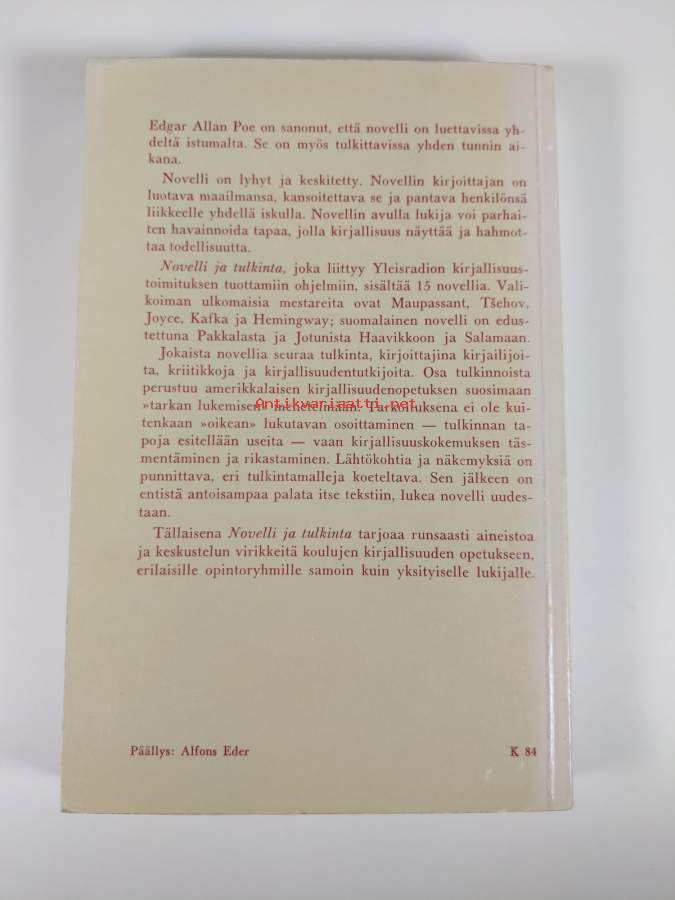 Edgar Allan Poe on sanonut, että novelli on luettavissa yh-
deltä istumalta. Se on myös tulkittavissa yhden tunnin ai-
kana.
Novelli on lyhyt ja keskitetty. Novellin kirjoittajan on
luotava maailmansa, kansoitettava se ja pantava henkilönsä
liikkeelle yhdellä iskulla. Novellin avulla lukija voi parhai-
ten havainnoida tapaa, jolla kirjallisuus näyttää ja hahmot-
taa todellisuutta.
Novelli ja tulkinta, joka liittyy Yleisradion kirjallisuus-
toimituksen tuottamiin ohjelmiin, sisältää 15 novellia. Vali-
koiman ulkomaisia mestareita ovat Maupassant, Tšehov,
Joyce, Kafka ja Hemingway; suomalainen novelli on edus-
tettuna Pakkalasta ja Jotunista Haavikkoon ja Salamaan.
Jokaista novellia seuraa tulkinta, kirjoittajina kirjailijoi-
ta, kriitikkoja ja kirjallisuudentutkijoita. Osa tulkinnoista
perustuu amerikkalaisen kirjallisuudenopetuksen suosimaan
»tarkan lukemisen» menetelmään. Tarkoituksena ei ole kui-
Antikvariaatti.net
tenkaan »oikean» lukutavan osoittaminen — tulkinnan ta-
poja esitellään useita — vaan kirjallisuuskokemuksen täs-
mentäminen ja rikastaminen. Lähtökohtia ja näkemyksiä on
punnittava, eri tulkintamalleja koeteltava. Sen jälkeen on
entistä antoisampaa palata itse tekstiin, lukea novelli uudes-
taan.
Tällaisena Novelli ja tulkinta tarjoaa runsaasti aineistoa
ja keskustelun virikkeitä koulujen kirjallisuuden opetukseen,
erilaisille opintoryhmille samoin kuin yksityiselle lukijalle.
Päällys: Alfons Eder
K 84